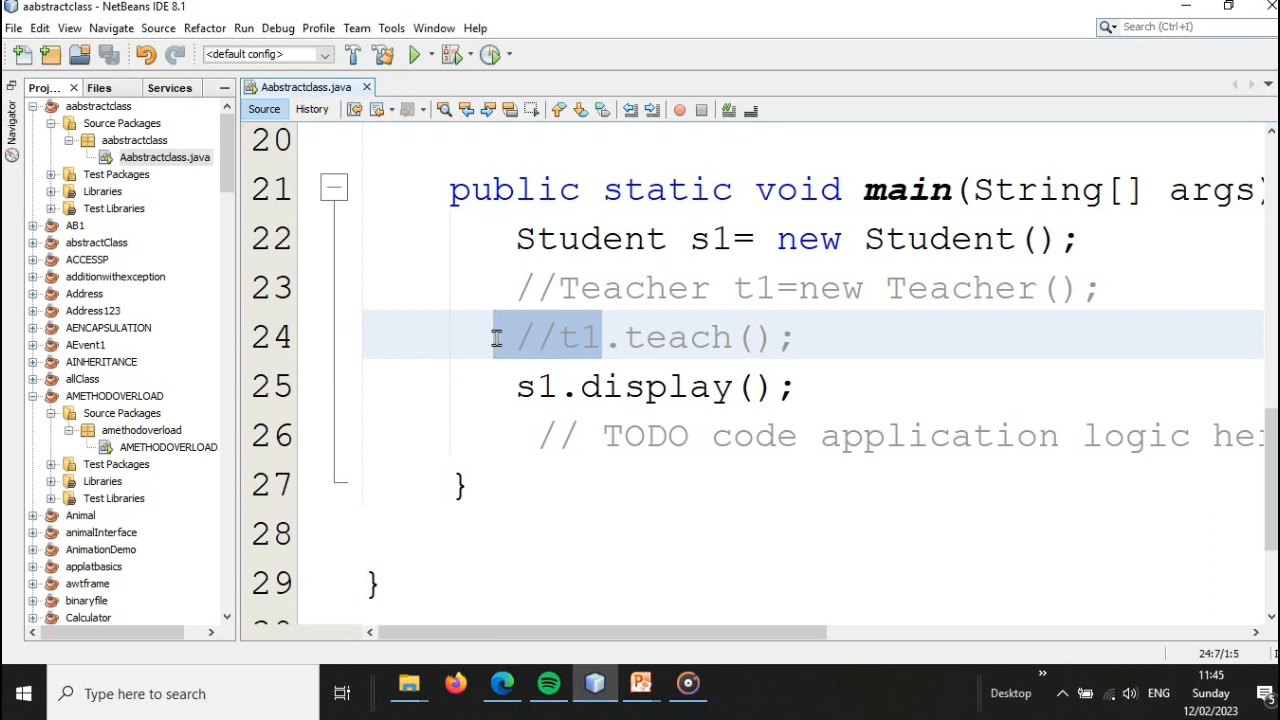 aabstractclass - NetBeans IDE 8.1
File Edit View Navigate Source Refactor Run Debug Profile Team Tools Window Help
Search (Ctrl+I)
<default config>
Proj... Files Services
Aabstractclass.java
Source History
Navigator
aabstractclass
Source Packages
aabstractclass
Aabstractclass.java
Test Packages
Libraries
Test Libraries
AB1
abstractClass
ACCESSP
additionwithexception
Address
Address123
AENCAPSULATION
AEvent1
AINHERITANCE
allClass
AMETHODOVERLOAD
Source Packages
amethodoverload
AMETHODOVERLOAD
Test Packages
Libraries
Test Libraries
Animal
animalInterface
AnimationDemo
applatbasics
awtframe
binaryfile
Calculator
20
21 public static void main(String[] args)
22 Student s1= new Student();
23 //Teacher t1=new Teacher();
24 //t1.teach();
25 s1.display();
26 // TODO code application logic he
27 }
28
29 }
24:7/1:5
Type here to search
Desktop
ENG
11:45
Sunday
12/02/2023
5